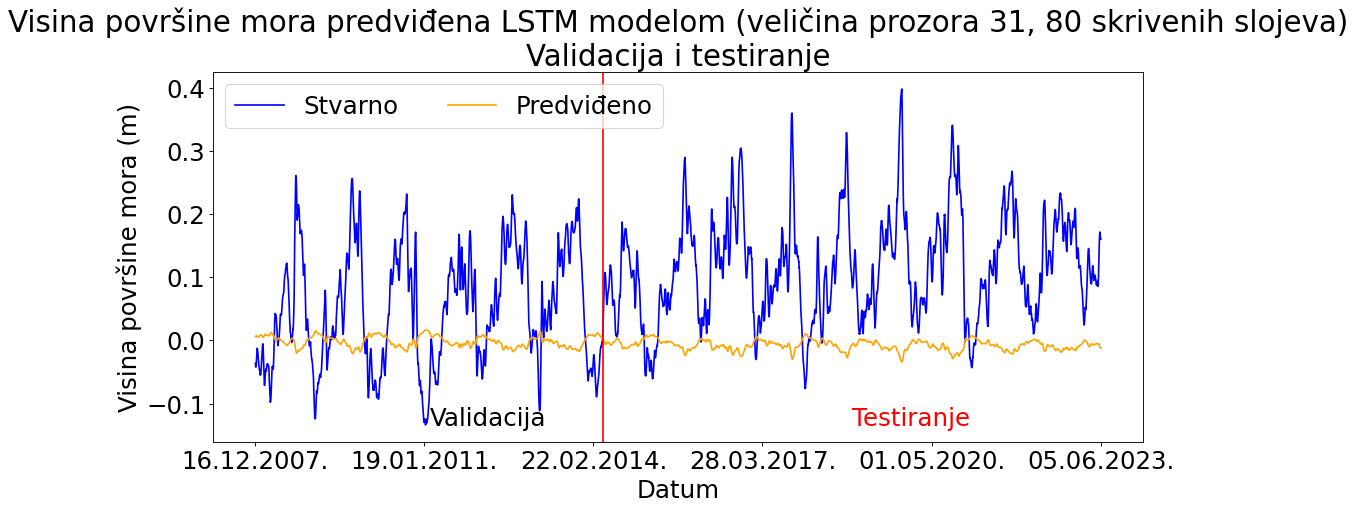 Visina površine mora predviđena LSTM modelom (veličina prozora 31, 80 skrivenih slojeva)
Validacija i testiranje
Stvarno
Predviđeno
Visina površine mora (m)
0.4
0.3
0.2
0.1
0.0
−0.1
Validacija
Testiranje
16.12.2007.
19.01.2011.
22.02.2014.
28.03.2017.
01.05.2020.
05.06.2023.
Datum